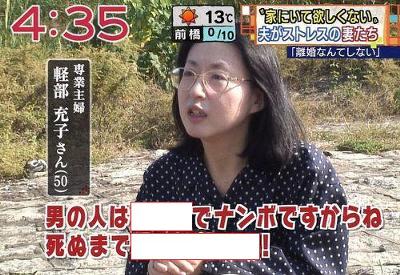 4:35
13℃
前橋 0/10
"家にいて欲しくない。
夫がストレスの妻たち
「離婚なんてしない」
専業主婦
軽部 充子さん(50)
男の人は でナンボですからね
死ぬまで !